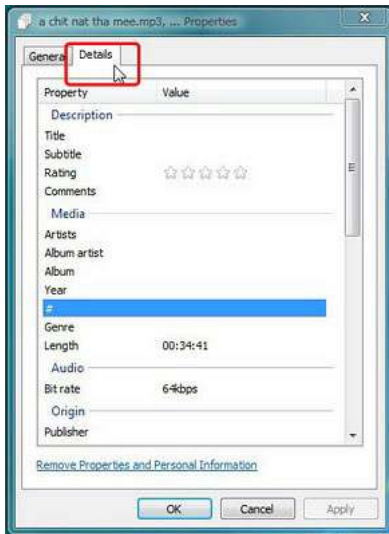 a chit nat tha mee.mp3, ... Properties
General Details
Property Value
Description
Title
Subtitle
Rating
Comments
Media
Artists
Album artist
Album
Year
#
Genre
Length 00:34:41
Audio
Bit rate 64kbps
Origin
Publisher
Remove Properties and Personal Information
OK Cancel Apply